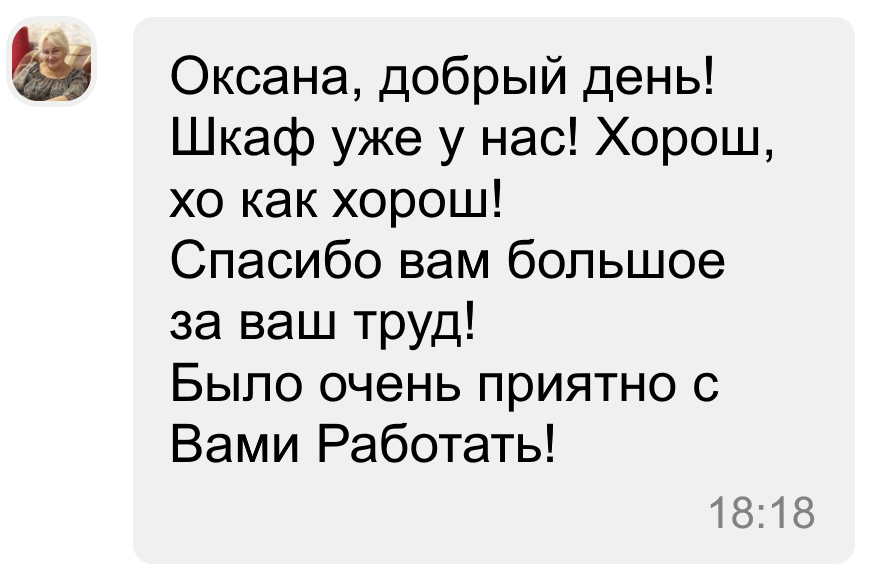 Оксана, добрый день!
Шкаф уже у нас! Хорош,
хо как хорош!
Спасибо вам большое
за ваш труд!
Было очень приятно с
Вами Работать!
18:18